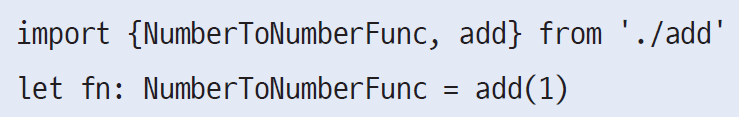 import {NumberToNumberFunc, add} from './add'
let fn: NumberToNumberFunc = add(1)